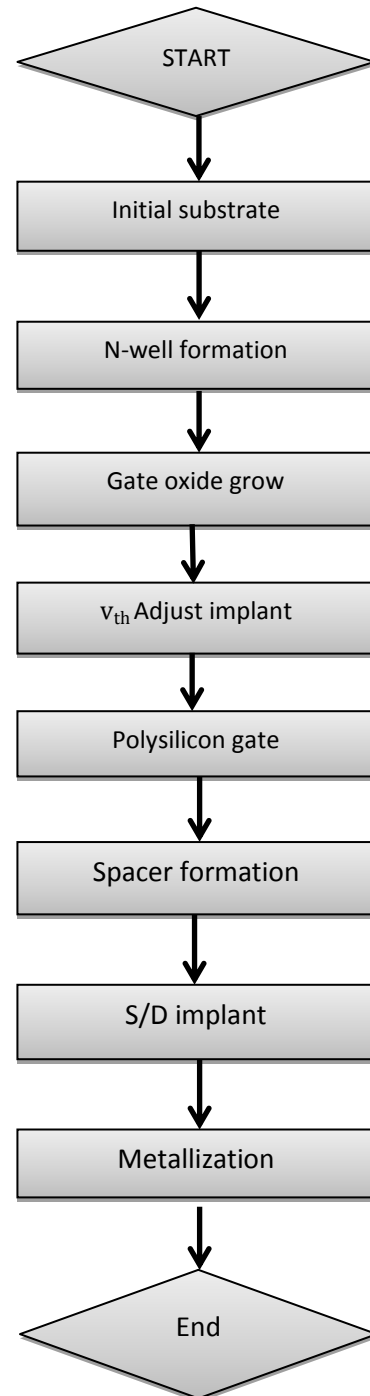 START
Initial substrate
N-well formation
Gate oxide grow
vth Adjust implant
Polysilicon gate
Spacer formation
S/D implant
Metallization
End